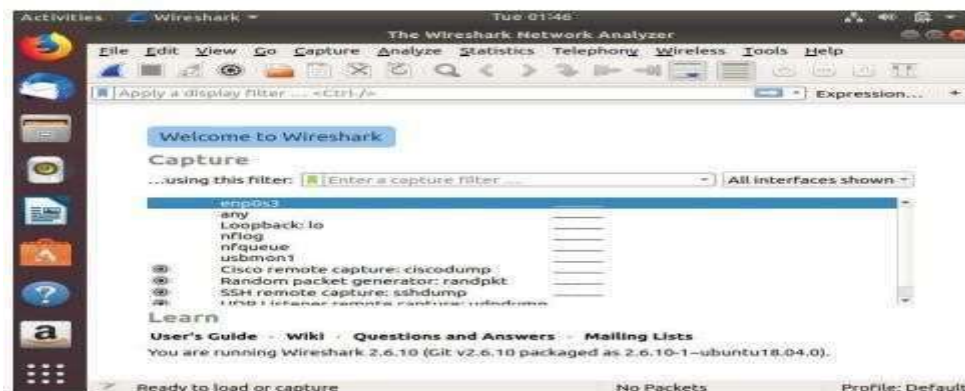 Activities Wireshark Tue 01:46
The Wireshark Network Analyzer
File Edit View Go Capture Analyze Statistics Telephony Wireless Tools Help
Apply a display filter ... <Ctrl-/> Expression... +
Welcome to Wireshark
Capture
...using this filter: Enter a capture filter ... All interfaces shown
enp0s3
any
Loopback: lo
nflog
nfqueue
usbmon1
Cisco remote capture: ciscodump
Random packet generator: randpkt
SSH remote capture: sshdump
UDP Listener remote capture: udpdump
Learn
User's Guide · Wiki · Questions and Answers · Mailing Lists
You are running Wireshark 2.6.10 (Git v2.6.10 packaged as 2.6.10-1~ubuntu18.04.0).
a
Ready to load or capture No Packets Profile: Default